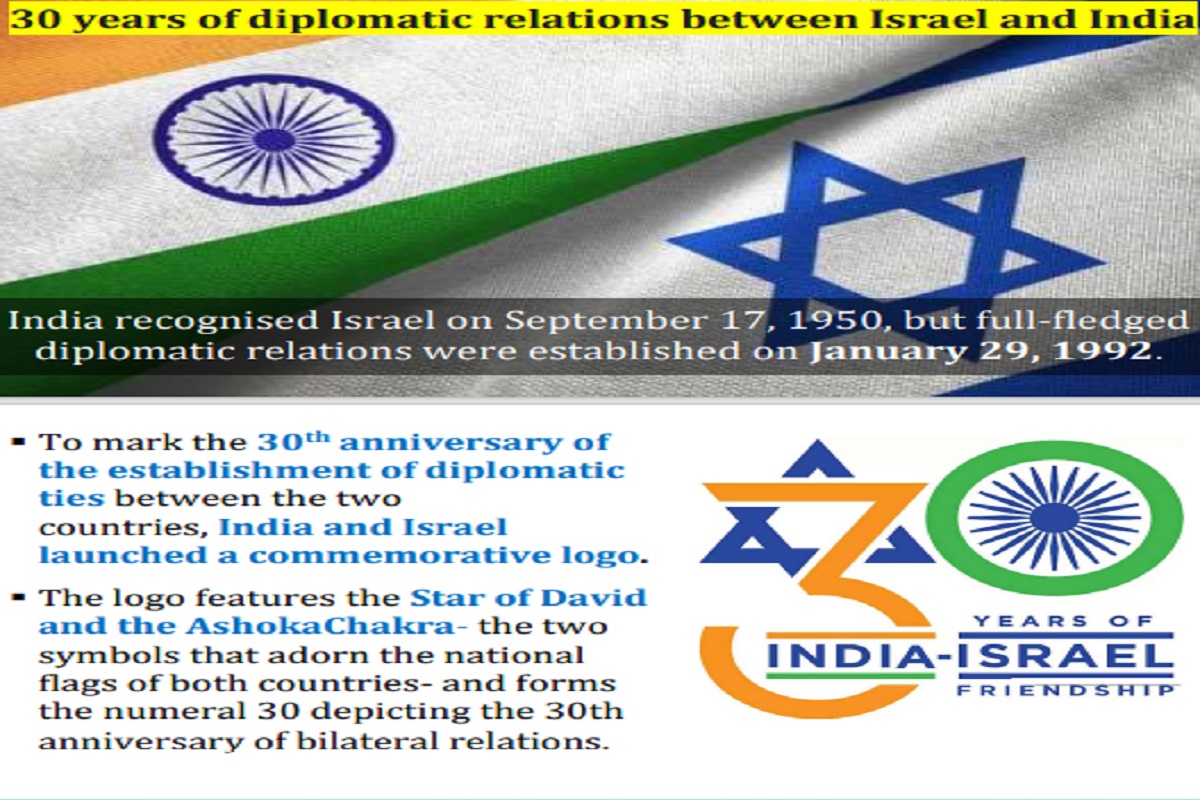 30 years of diplomatic relations between Israel and India
India recognised Israel on September 17, 1950, but full-fledged
diplomatic relations were established on January 29, 1992.
▪ To mark the 30th anniversary of
the establishment of diplomatic
ties between the two
countries, India and Israel
launched a commemorative logo.
▪ The logo features the Star of David
and the AshokaChakra- the two
symbols that adorn the national
flags of both countries- and forms
the numeral 30 depicting the 30th
anniversary of bilateral relations.
30
YEARS OF
INDIA-ISRAEL
FRIENDSHIP